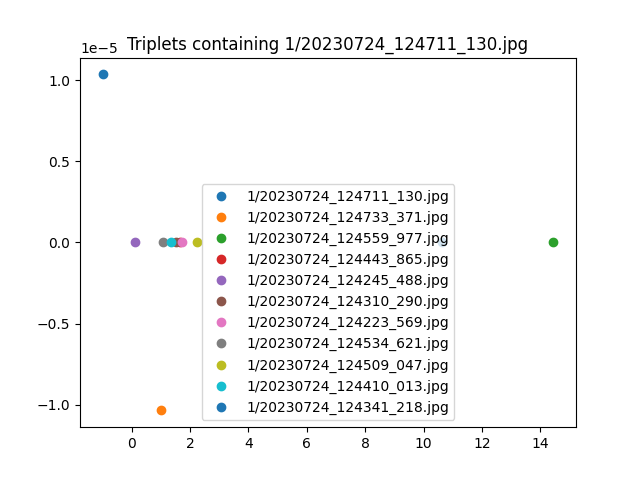 Triplets containing 1/20230724_124711_130.jpg
1e−5
1.0
0.5
0.0
−0.5
−1.0
1/20230724_124711_130.jpg
1/20230724_124733_371.jpg
1/20230724_124559_977.jpg
1/20230724_124443_865.jpg
1/20230724_124245_488.jpg
1/20230724_124310_290.jpg
1/20230724_124223_569.jpg
1/20230724_124534_621.jpg
1/20230724_124509_047.jpg
1/20230724_124410_013.jpg
1/20230724_124341_218.jpg
0 2 4 6 8 10 12 14